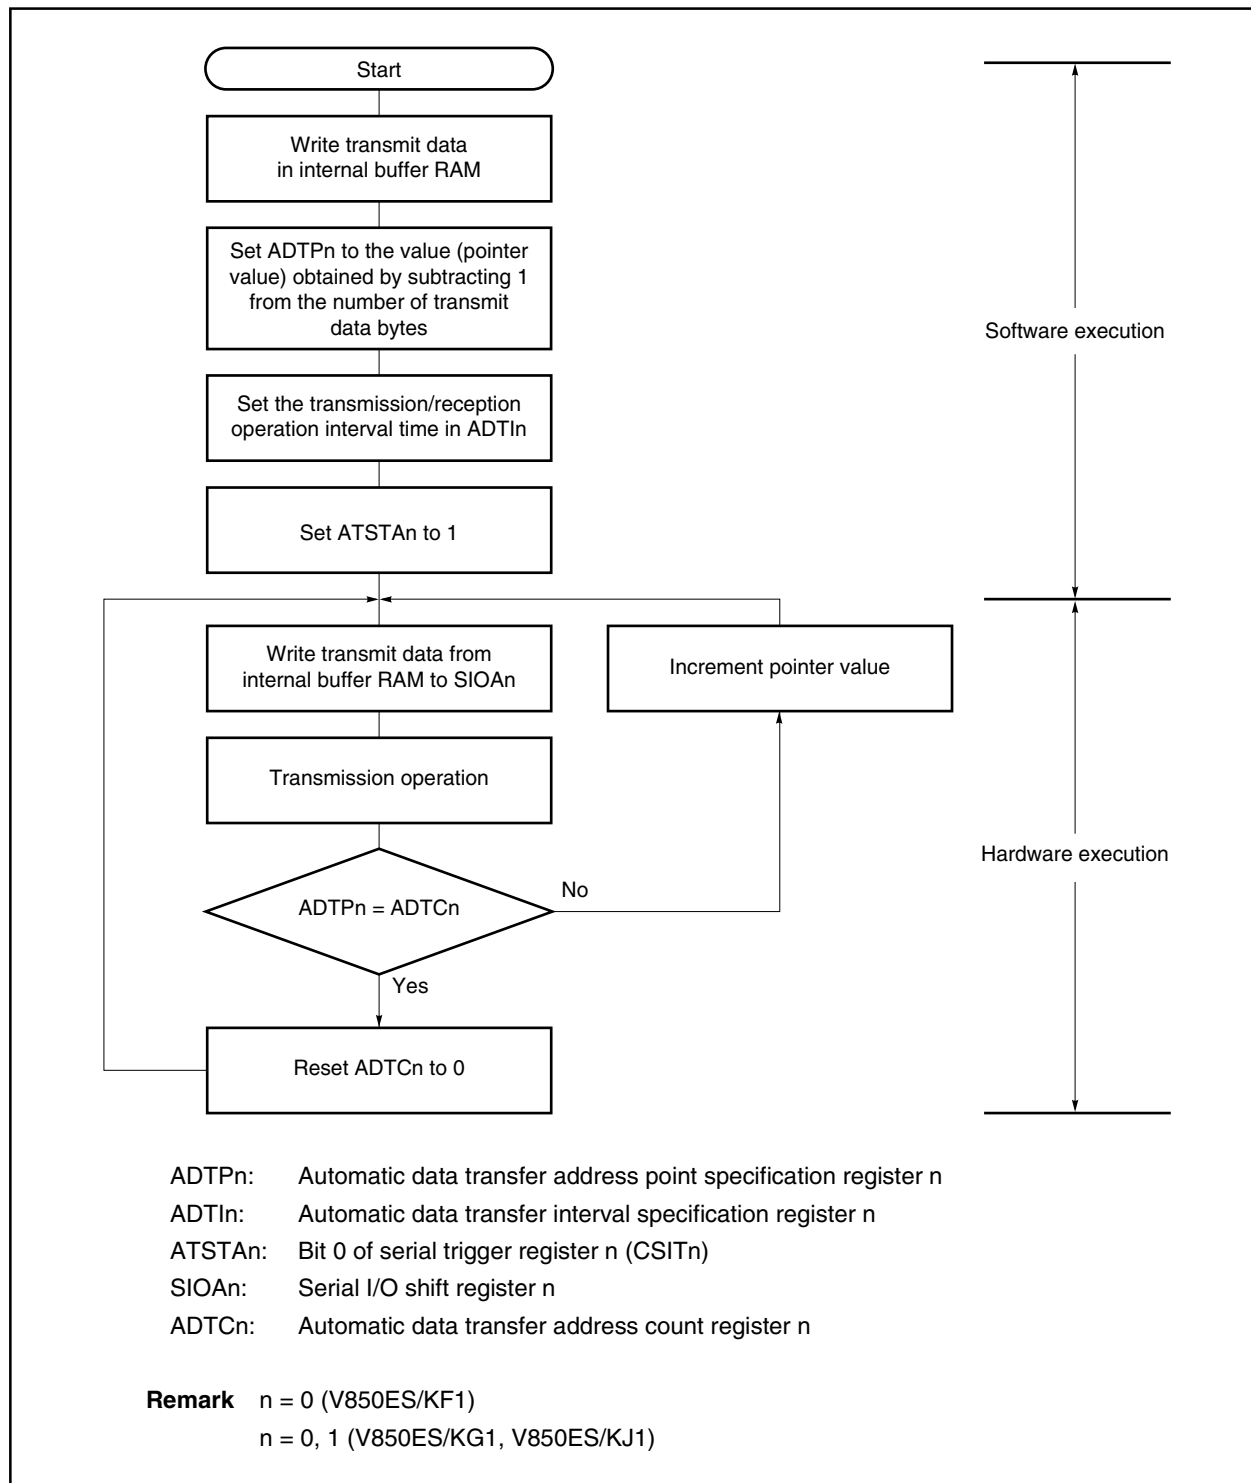 Start
Write transmit data
in internal buffer RAM
Set ADTPn to the value (pointer
value) obtained by subtracting 1
from the number of transmit
data bytes
Software execution
Set the transmission/reception
operation interval time in ADTIn
Set ATSTAn to 1
Write transmit data from
internal buffer RAM to SIOAn
Increment pointer value
Transmission operation
Hardware execution
ADTPn = ADTCn
No
Yes
Reset ADTCn to 0
ADTPn: Automatic data transfer address point specification register n
ADTIn: Automatic data transfer interval specification register n
ATSTAn: Bit 0 of serial trigger register n (CSITn)
SIOAn: Serial I/O shift register n
ADTCn: Automatic data transfer address count register n
Remark n = 0 (V850ES/KF1)
n = 0, 1 (V850ES/KG1, V850ES/KJ1)